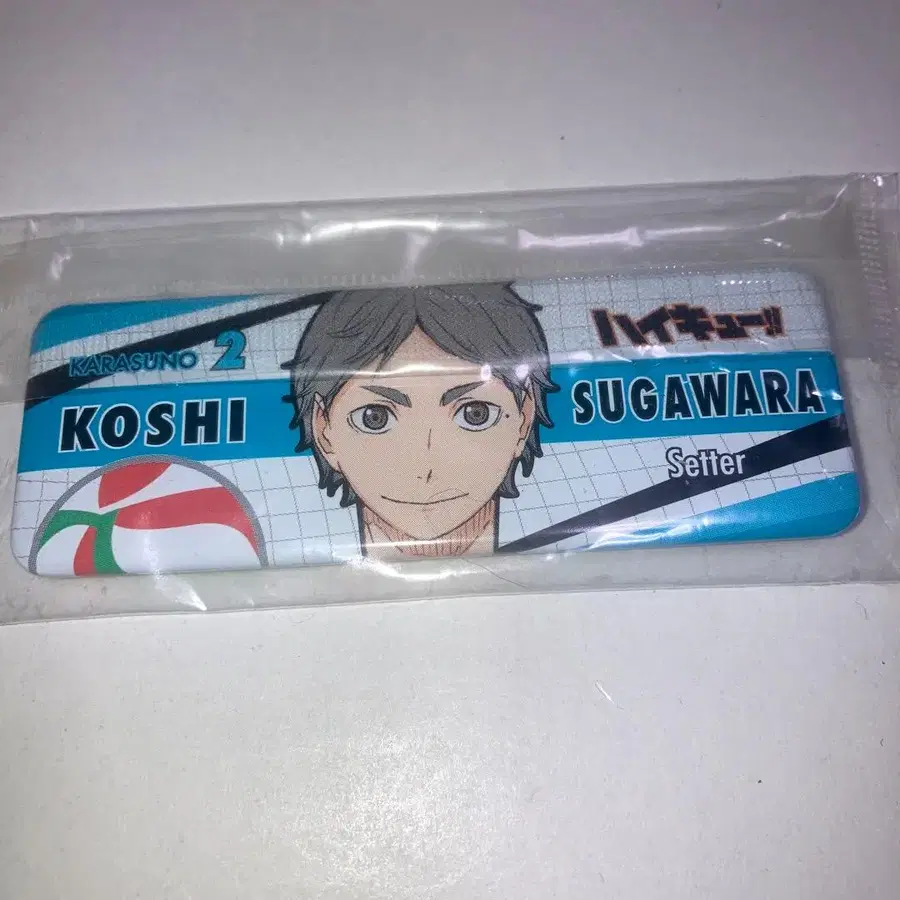 KARASUNO 2
KOSHI
ハイキュー!!
SUGAWARA
Setter